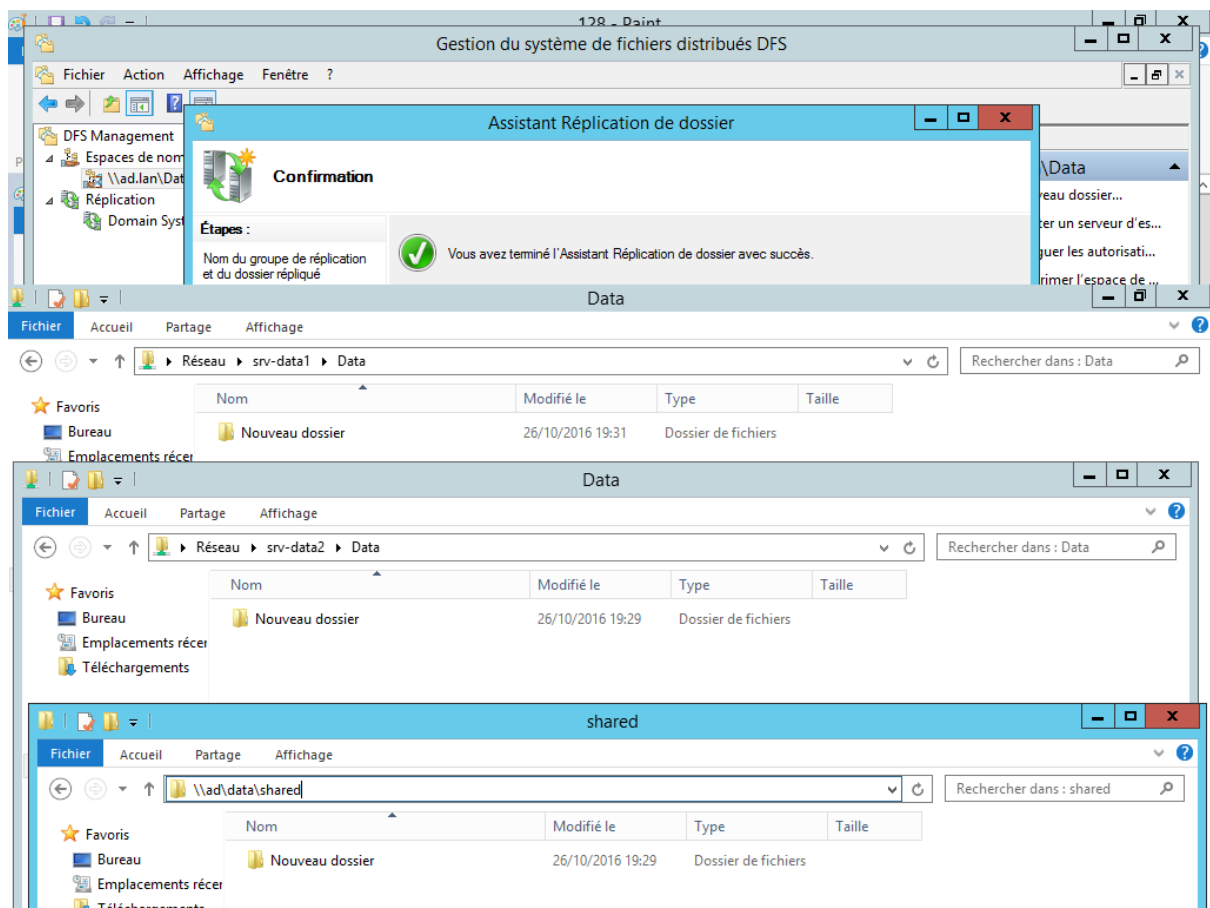 128 - Paint
Gestion du système de fichiers distribués DFS
Fichier Action Affichage Fenêtre ?
DFS Management
Espaces de nom
\\ad.lan\Dat
Réplication
Domain Syst
Assistant Réplication de dossier
Confirmation
Étapes :
Nom du groupe de réplication
et du dossier répliqué
Vous avez terminé l'Assistant Réplication de dossier avec succès.
\Data
veau dossier...
ter un serveur d'es...
guer les autorisati...
rimer l'espace de ...
Data
Fichier Accueil Partage Affichage
Réseau srv-data1 Data
Rechercher dans : Data
Nom Modifié le Type Taille
Favoris
Bureau
Emplacements récer
Nouveau dossier 26/10/2016 19:31 Dossier de fichiers
Data
Fichier Accueil Partage Affichage
Réseau srv-data2 Data
Rechercher dans : Data
Nom Modifié le Type Taille
Favoris
Bureau
Emplacements récer
Téléchargements
Nouveau dossier 26/10/2016 19:29 Dossier de fichiers
shared
Fichier Accueil Partage Affichage
\\ad\data\shared
Rechercher dans : shared
Nom Modifié le Type Taille
Favoris
Bureau
Emplacements récer
Téléchargements
Nouveau dossier 26/10/2016 19:29 Dossier de fichiers